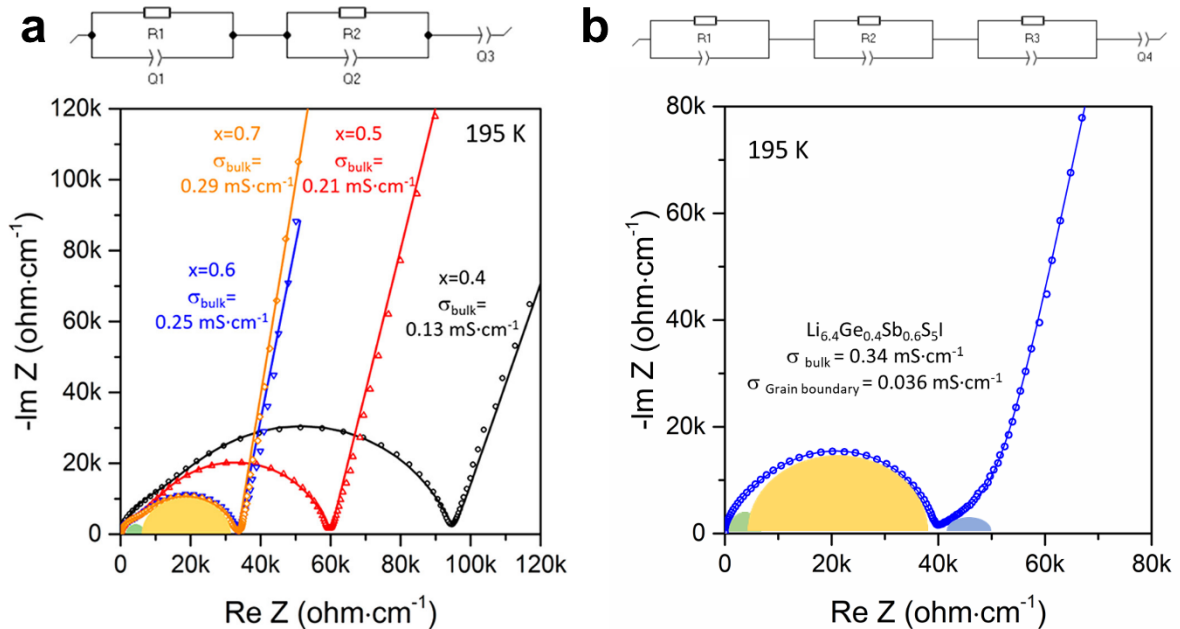 a
R1
R2
Q1
Q2
Q3
120k
100k
80k
60k
40k
20k
0
-Im Z (ohm·cm⁻¹)
x=0.7
σbulk=
0.29 mS·cm⁻¹
x=0.5
σbulk=
0.21 mS·cm⁻¹
195 K
x=0.6
σbulk=
0.25 mS·cm⁻¹
x=0.4
σbulk=
0.13 mS·cm⁻¹
0 20k 40k 60k 80k 100k 120k
Re Z (ohm·cm⁻¹)
b
R1
R2
R3
Q4
80k
60k
40k
20k
0
-Im Z (ohm·cm⁻¹)
195 K
Li6.4Ge0.4Sb0.6S5I
σ bulk = 0.34 mS·cm⁻¹
σ Grain boundary = 0.036 mS·cm⁻¹
0 20k 40k 60k 80k
Re Z (ohm·cm⁻¹)